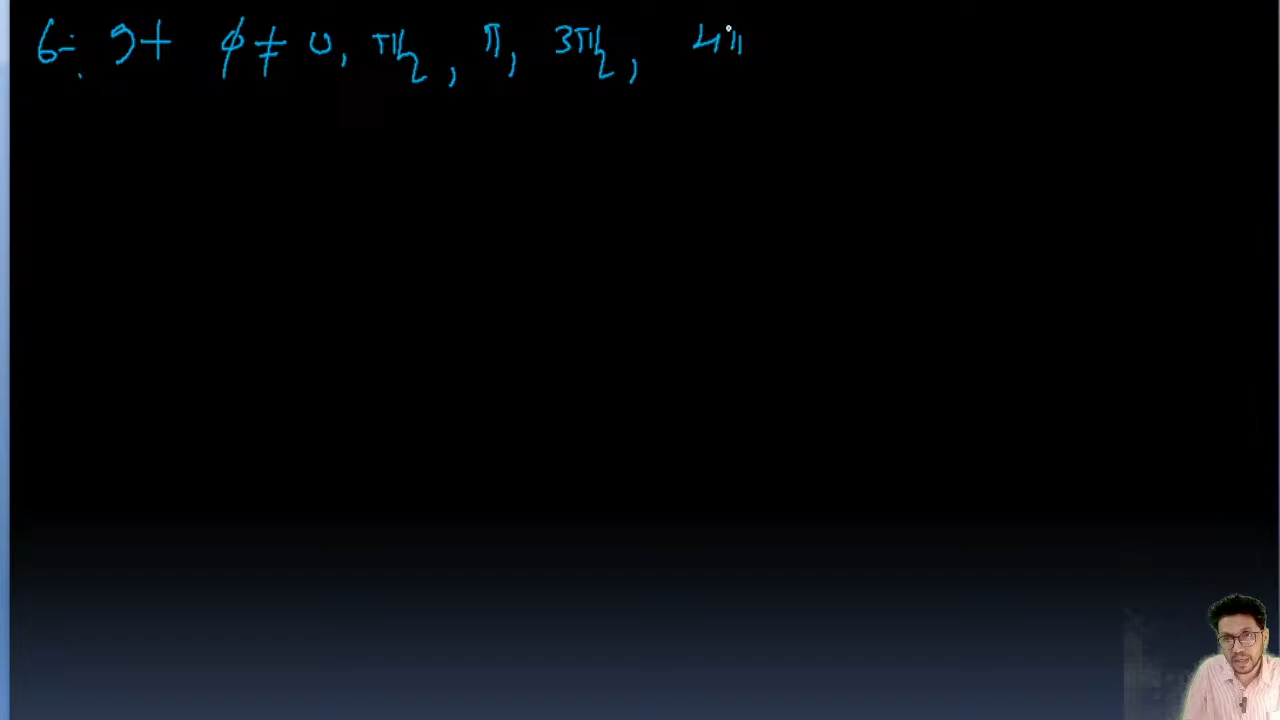 6:- If φ ≠ 0, π/2, π, 3π/2, 4π